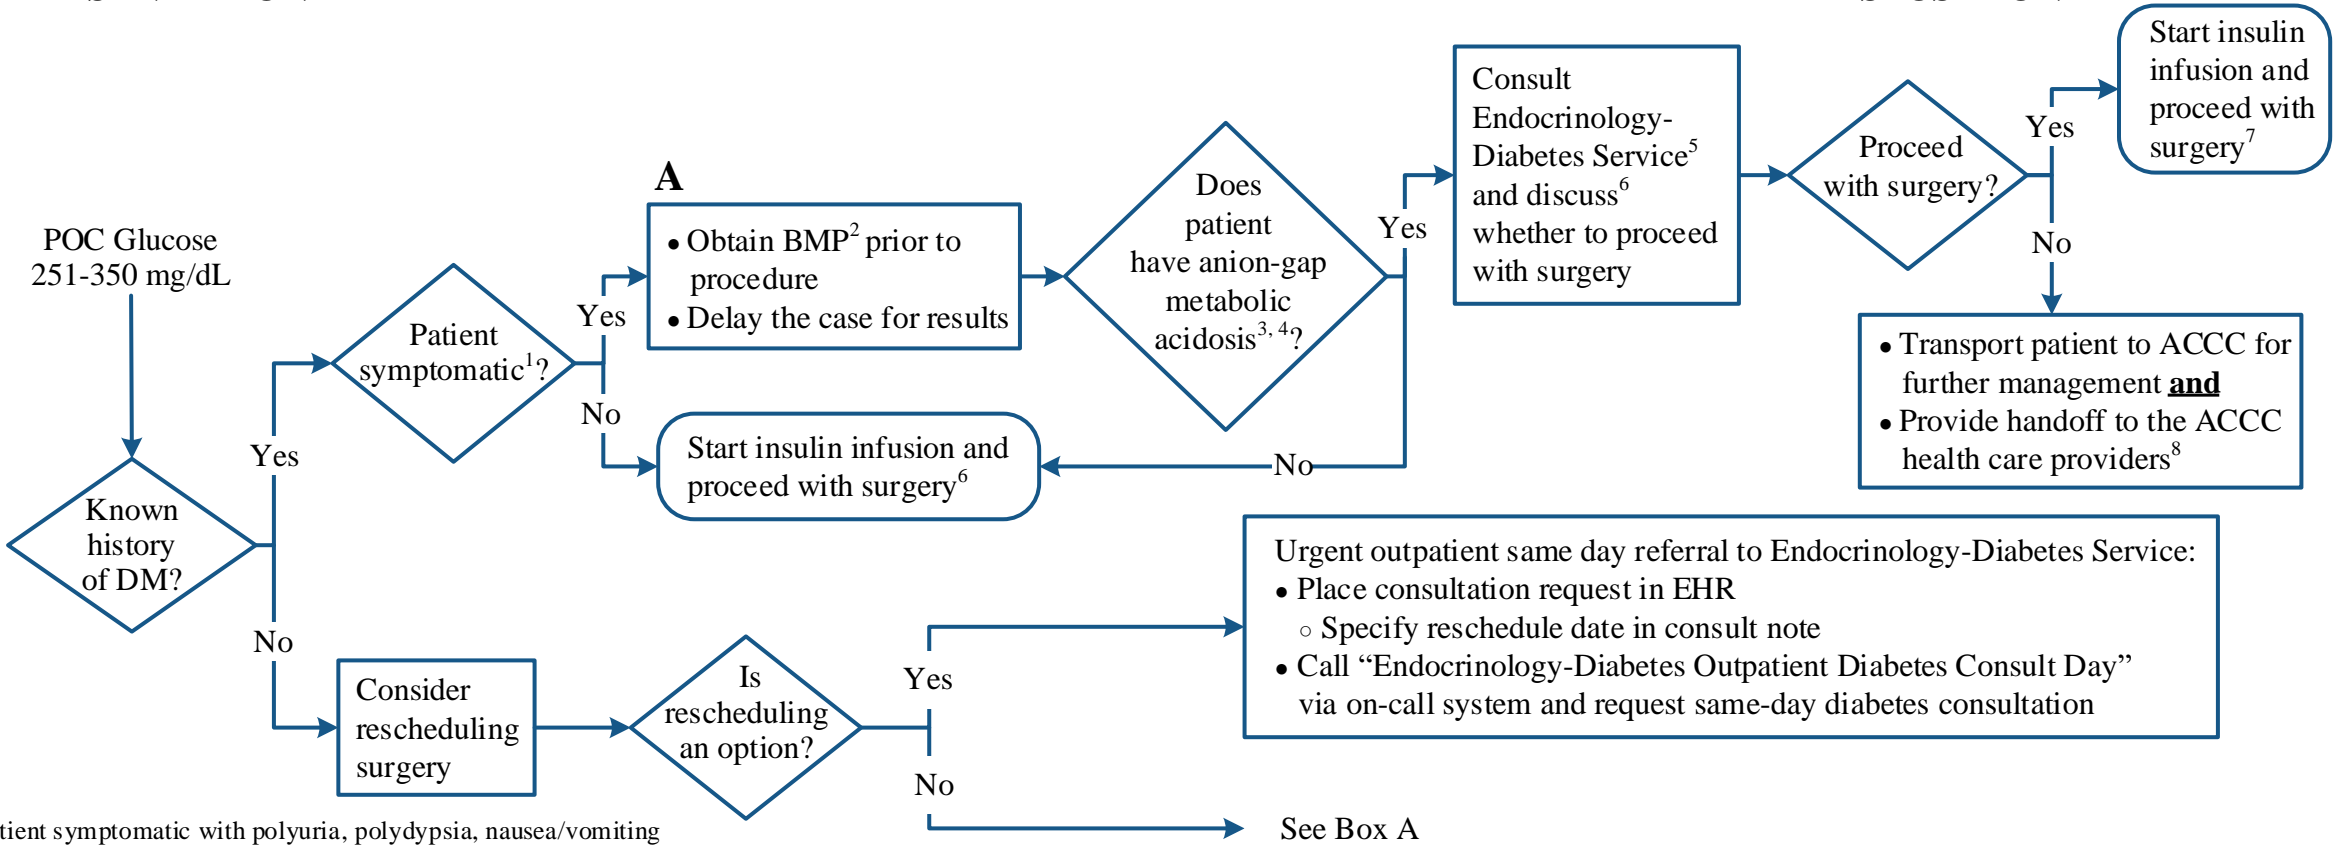 POC Glucose
251-350 mg/dL
Known
history
of DM?
Yes
No
Patient
symptomatic1?
Yes
No
A
• Obtain BMP2 prior to
procedure
• Delay the case for results
Start insulin infusion and
proceed with surgery6
Does
patient
have anion-gap
metabolic
acidosis3, 4?
Yes
No
Consult
Endocrinology-
Diabetes Service5
and discuss6
whether to proceed
with surgery
Proceed
with surgery?
Yes
No
Start insulin
infusion and
proceed with
surgery7
• Transport patient to ACCC for
further management and
• Provide handoff to the ACCC
health care providers8
Consider
rescheduling
surgery
Is
rescheduling
an option?
Yes
No
Urgent outpatient same day referral to Endocrinology-Diabetes Service:
• Place consultation request in EHR
○ Specify reschedule date in consult note
• Call “Endocrinology-Diabetes Outpatient Diabetes Consult Day”
via on-call system and request same-day diabetes consultation
See Box A
tient symptomatic with polyuria, polydypsia, nausea/vomiting